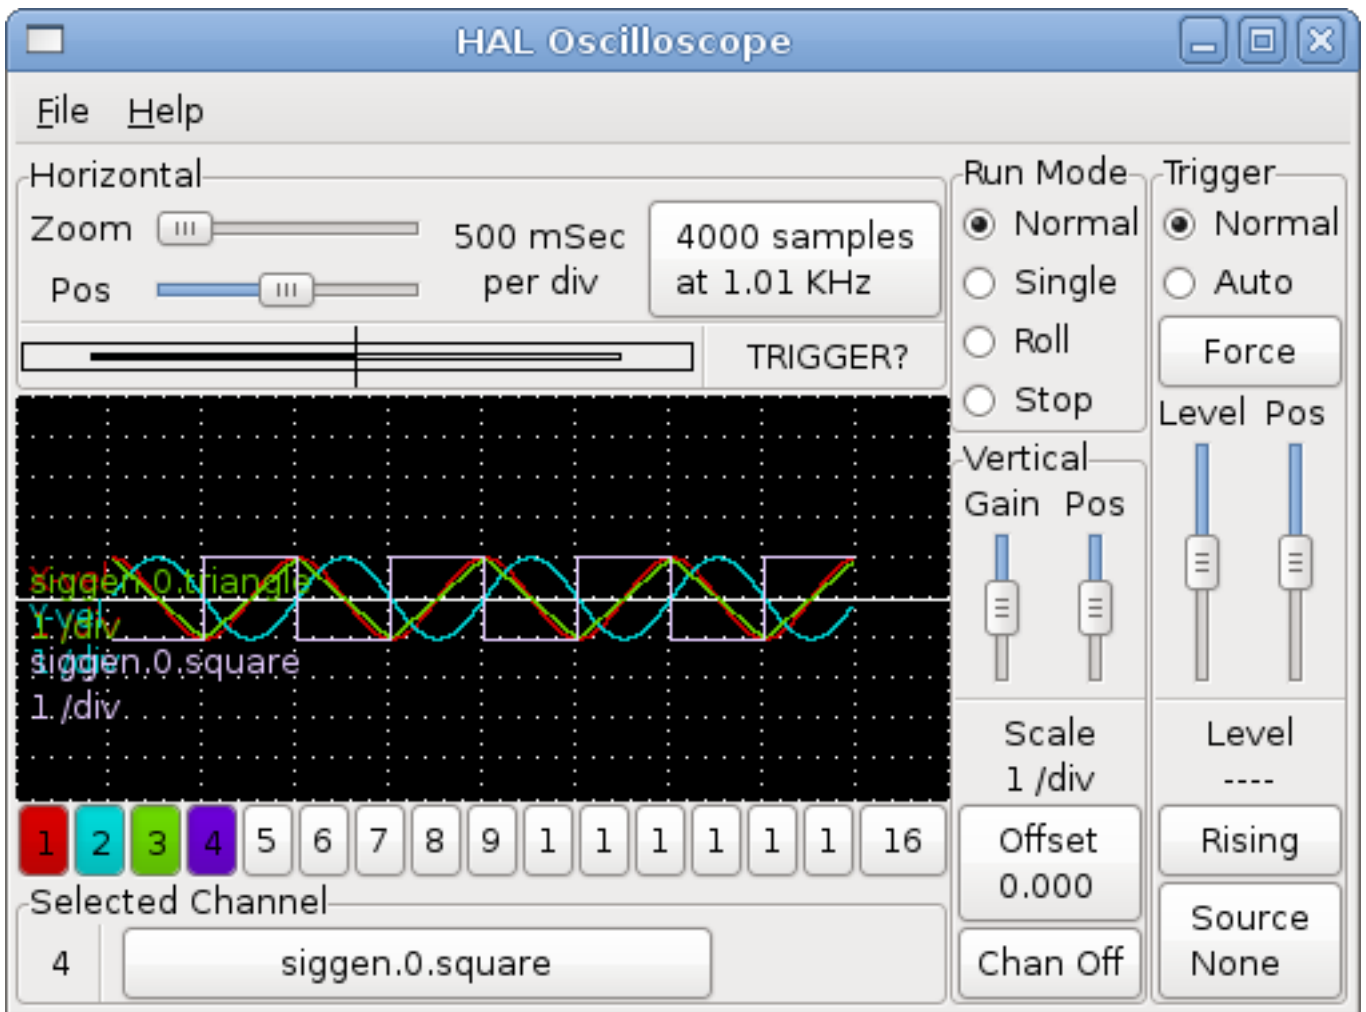 HAL Oscilloscope
File Help
Horizontal
Zoom
Pos
500 mSec
per div
4000 samples
at 1.01 KHz
TRIGGER?
Run Mode
Normal
Single
Roll
Stop
Trigger
Normal
Auto
Force
Level Pos
Vertical
Gain Pos
siggen.0.triangle
Y-vel
1 /div
siggen.0.square
1 /div
Scale
1 /div
Level
----
1 2 3 4 5 6 7 8 9 1 1 1 1 1 1 16
Offset
0.000
Rising
Selected Channel
4
siggen.0.square
Chan Off
Source
None